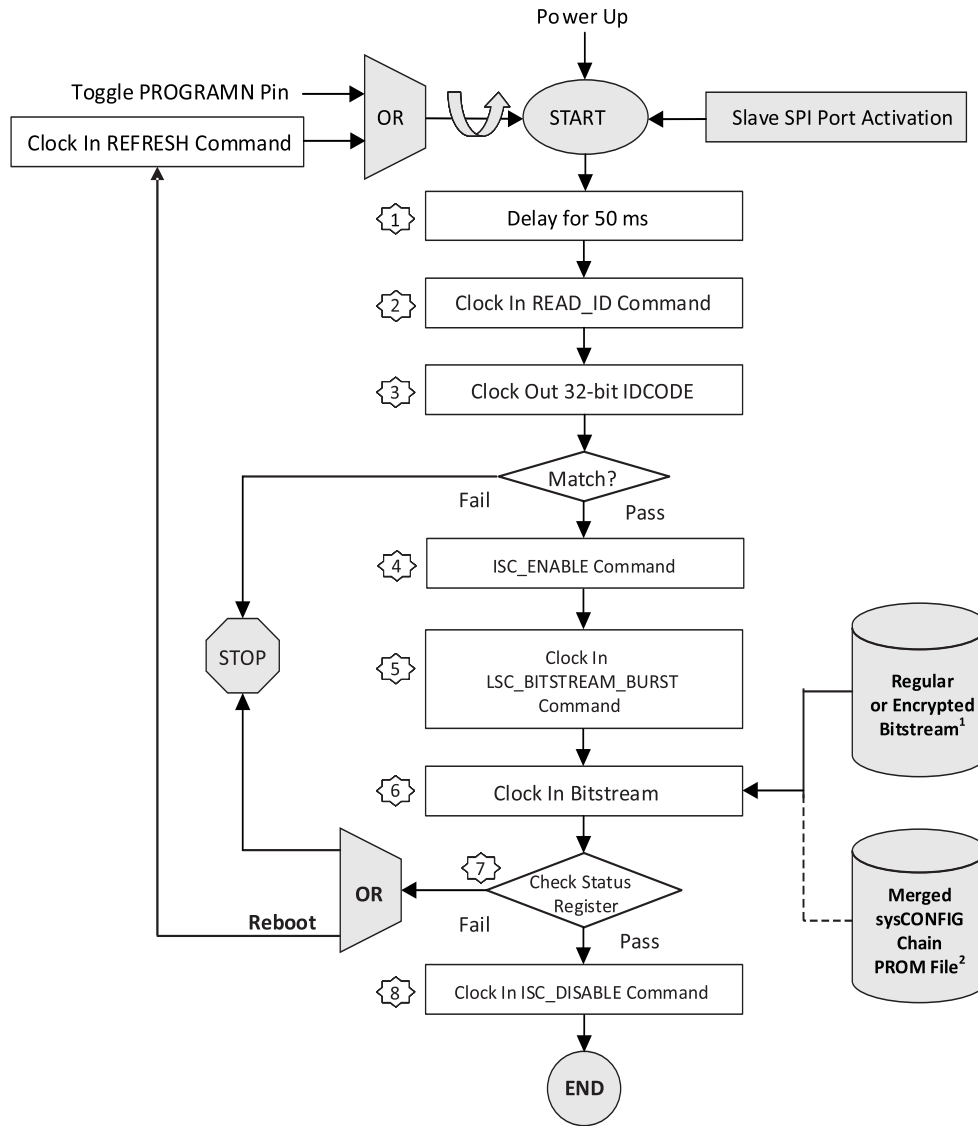 Power Up
Toggle PROGRAMN Pin
OR
START
Slave SPI Port Activation
Clock In REFRESH Command
1
Delay for 50 ms
2
Clock In READ_ID Command
3
Clock Out 32-bit IDCODE
Match?
Fail
Pass
4
ISC_ENABLE Command
STOP
5
Clock In
LSC_BITSTREAM_BURST
Command
Regular
or Encrypted
Bitstream1
6
Clock In Bitstream
7
Check Status
Register
OR
Reboot
Fail
Pass
Merged
sysCONFIG
Chain
PROM File2
8
Clock In ISC_DISABLE Command
END